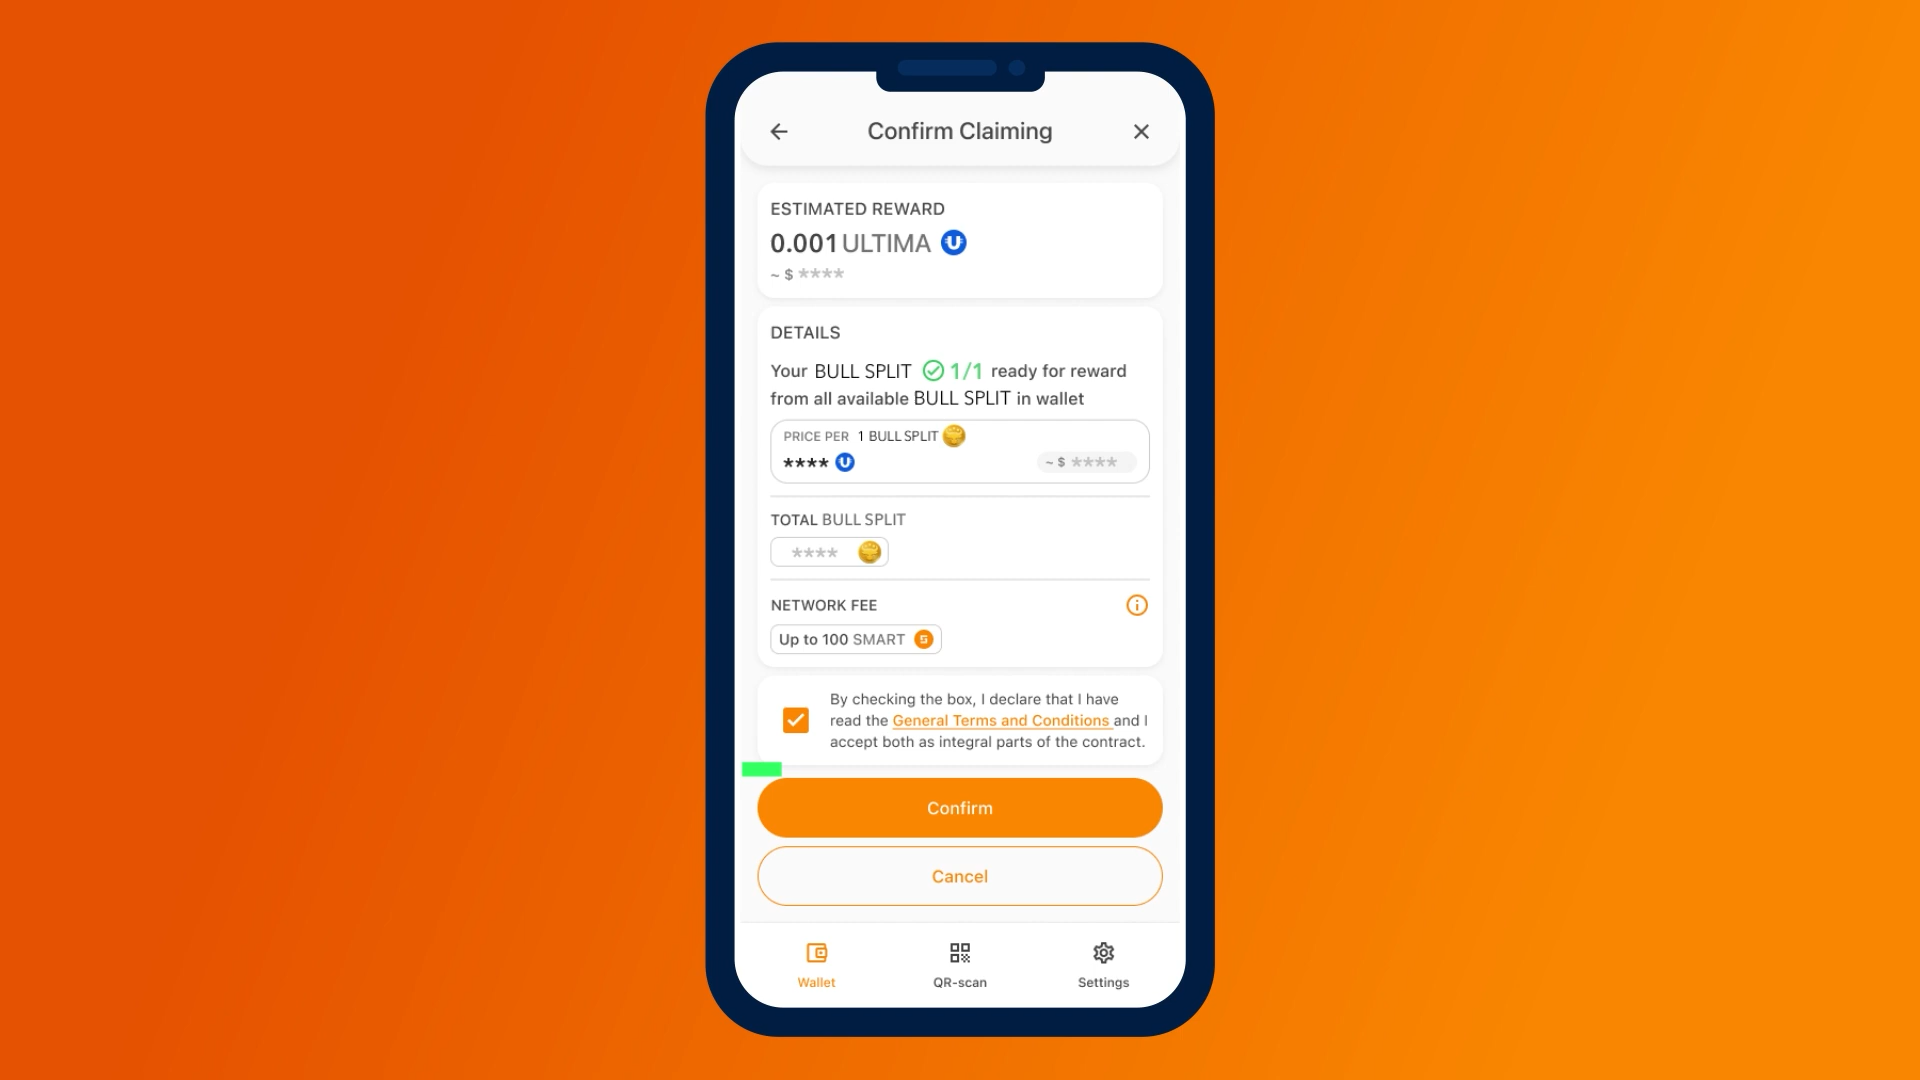 Confirm Claiming
ESTIMATED REWARD
0.001 ULTIMA
~ $ ****
DETAILS
Your BULL SPLIT 1/1 ready for reward
from all available BULL SPLIT in wallet
PRICE PER 1 BULL SPLIT
**** ~ $ ****
TOTAL BULL SPLIT
****
NETWORK FEE
Up to 100 SMART
By checking the box, I declare that I have
read the General Terms and Conditions and I
accept both as integral parts of the contract.
Confirm
Cancel
Wallet QR-scan Settings